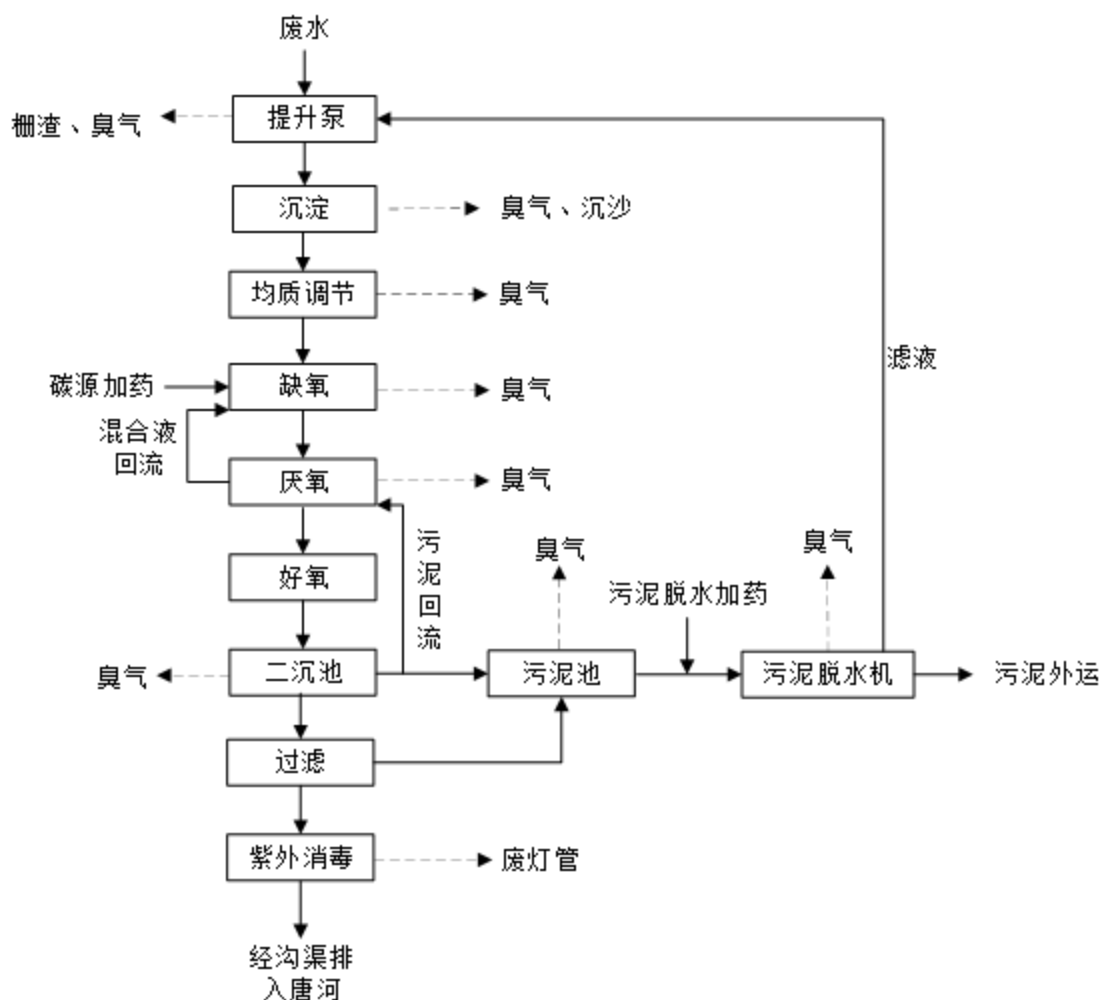 废水
栅渣、臭气
提升泵
沉淀
臭气、沉沙
均质调节
臭气
滤液
碳源加药
缺氧
臭气
混合液
回流
厌氧
臭气
污
泥
回
流
好氧
臭气
污泥脱水加药
臭气
臭气
二沉池
污泥池
污泥脱水机
污泥外运
过滤
紫外消毒
废灯管
经沟渠排
入唐河